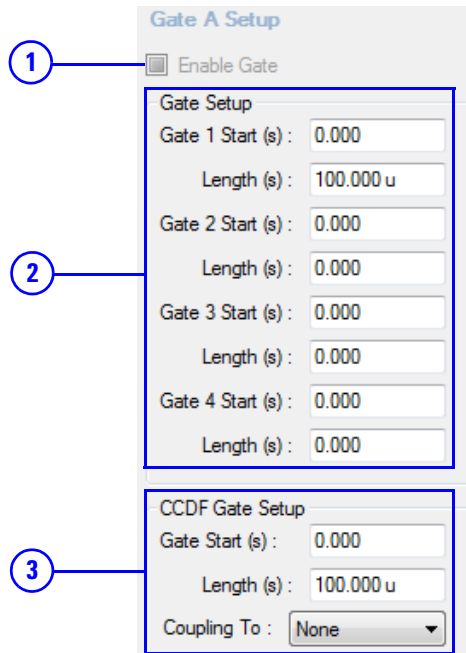 Gate A Setup
1
Enable Gate
Gate Setup
Gate 1 Start (s) : 0.000
Length (s) : 100.000 u
Gate 2 Start (s) : 0.000
2
Length (s) : 0.000
Gate 3 Start (s) : 0.000
Length (s) : 0.000
Gate 4 Start (s) : 0.000
Length (s) : 0.000
CCDF Gate Setup
Gate Start (s) : 0.000
3
Length (s) : 100.000 u
Coupling To : None